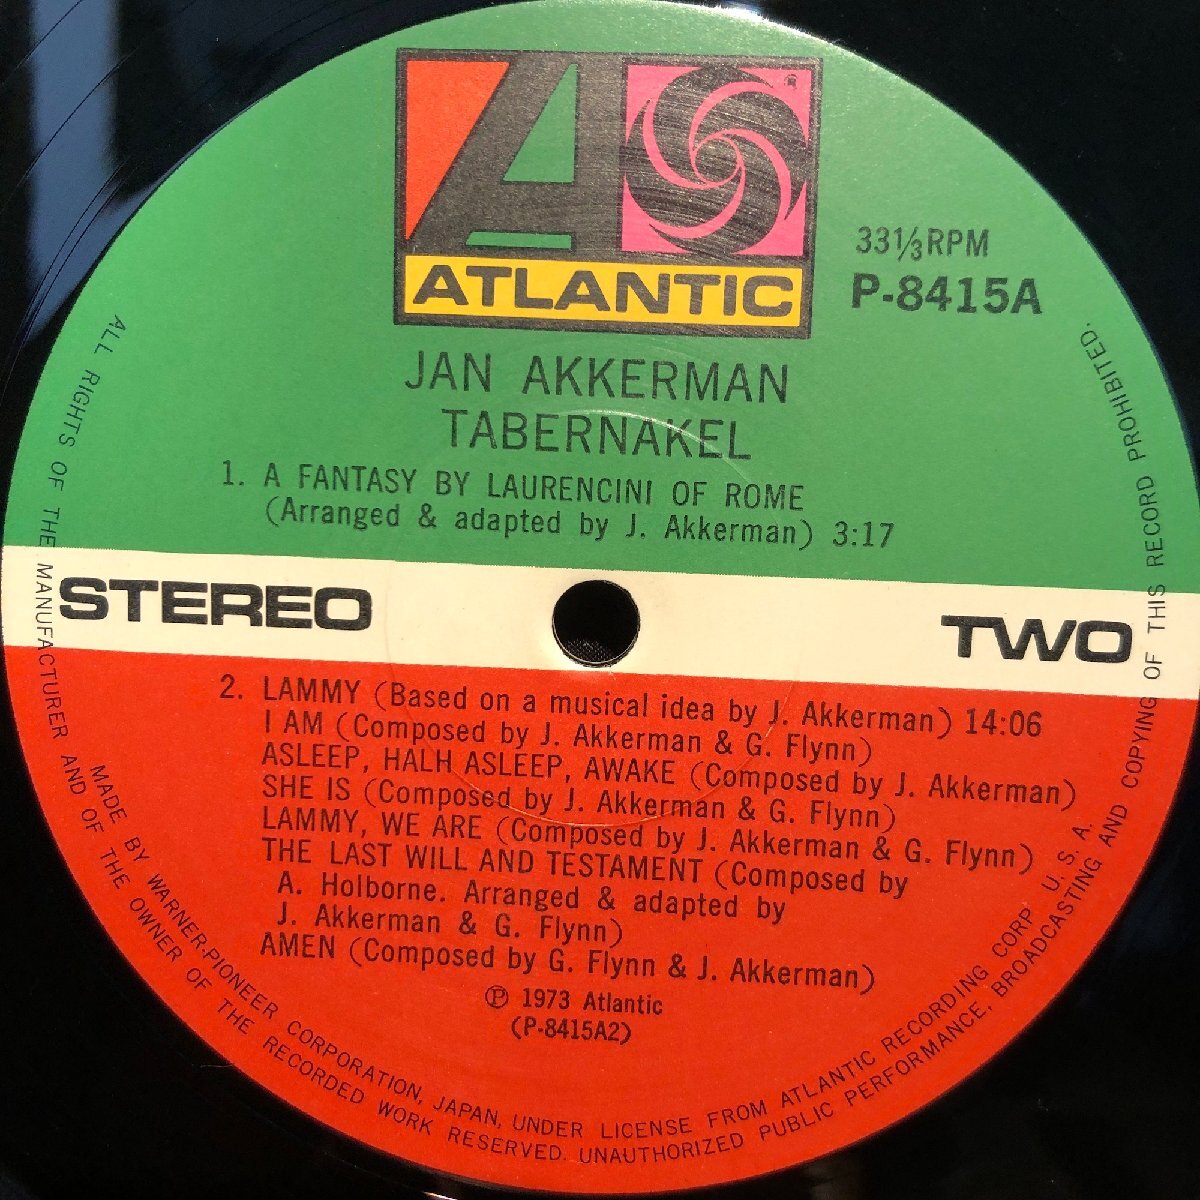 ATLANTIC
®
33⅓RPM
P-8415A
JAN AKKERMAN
TABERNAKEL
1. A FANTASY BY LAURENCINI OF ROME
(Arranged & adapted by J. Akkerman) 3:17
STEREO
TWO
2. LAMMY (Based on a musical idea by J. Akkerman) 14:06
I AM (Composed by J. Akkerman & G. Flynn)
ASLEEP, HALH ASLEEP, AWAKE (Composed by J. Akkerman)
SHE IS (Composed by J. Akkerman & G. Flynn)
LAMMY, WE ARE (Composed by J. Akkerman & G. Flynn)
THE LAST WILL AND TESTAMENT (Composed by
A. Holborne. Arranged & adapted by
J. Akkerman & G. Flynn)
AMEN (Composed by G. Flynn & J. Akkerman)
℗ 1973 Atlantic
(P-8415A2)
MADE BY WARNER-PIONEER CORPORATION, JAPAN, UNDER LICENSE FROM ATLANTIC RECORDING CORP U. S. A.
ALL RIGHTS OF THE MANUFACTURER AND OF THE OWNER OF THE RECORDED WORK RESERVED. UNAUTHORIZED PUBLIC PERFORMANCE, BROADCASTING AND COPYING OF THIS RECORD PROHIBITED.